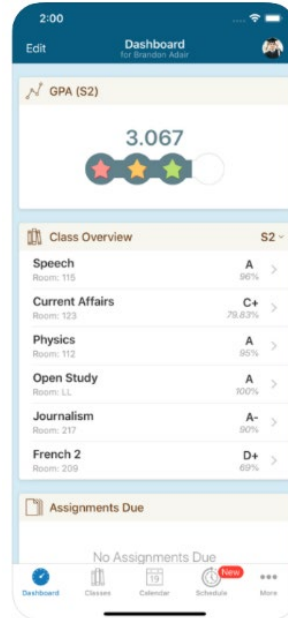 2:00
Edit
Dashboard
for Brandon Adair
GPA (S2)
3.067
Class Overview S2
Speech A
Room: 115 96%
Current Affairs C+
Room: 123 79.83%
Physics A
Room: 112 95%
Open Study A
Room: LL 100%
Journalism A-
Room: 217 90%
French 2 D+
Room: 209 69%
Assignments Due
No Assignments Due
19 New
Dashboard Classes Calendar Schedule More